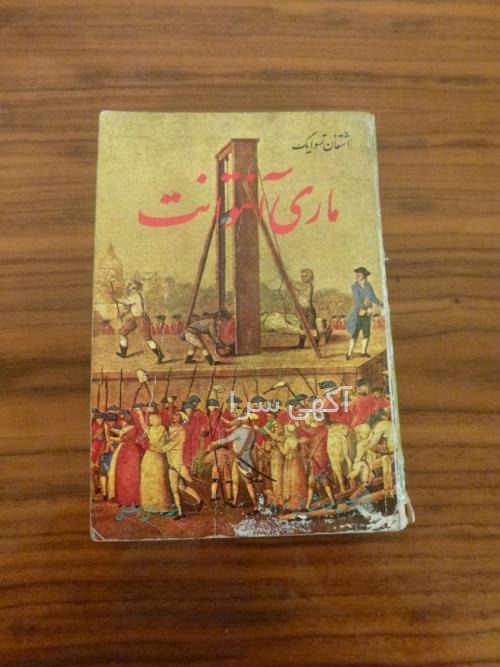 اشتفان تسوایک
ماری آنتوانت
آگهی سرا